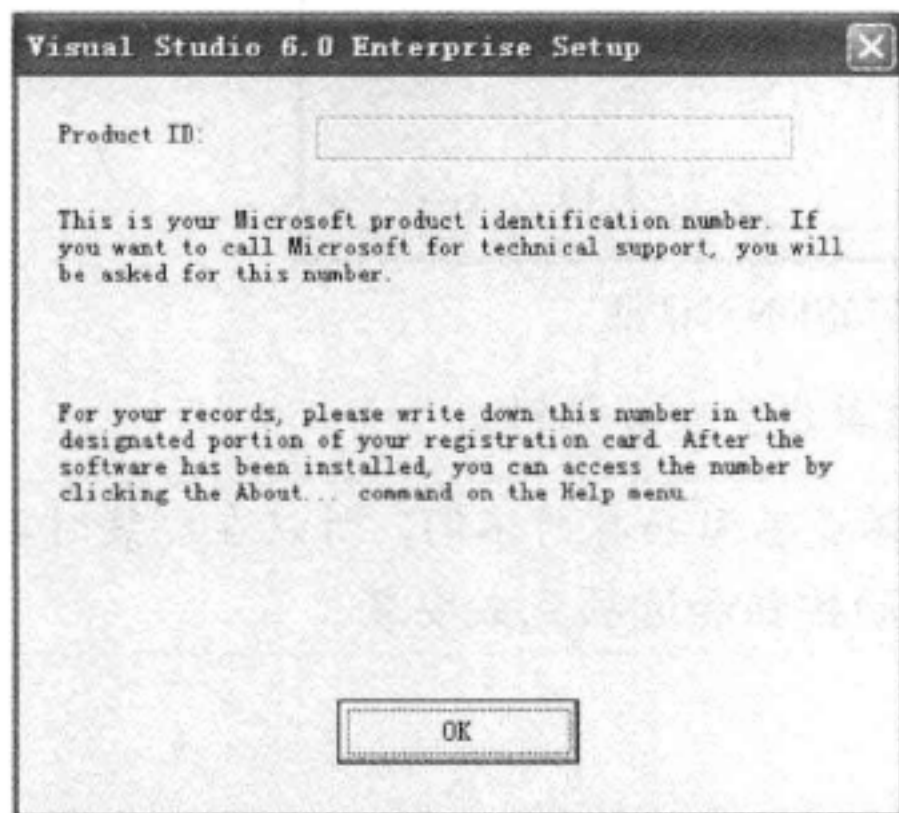 Visual Studio 6.0 Enterprise Setup
Product ID:
This is your Microsoft product identification number. If
you want to call Microsoft for technical support, you will
be asked for this number.
For your records, please write down this number in the
designated portion of your registration card. After the
software has been installed, you can access the number by
clicking the About... command on the Help menu.
OK